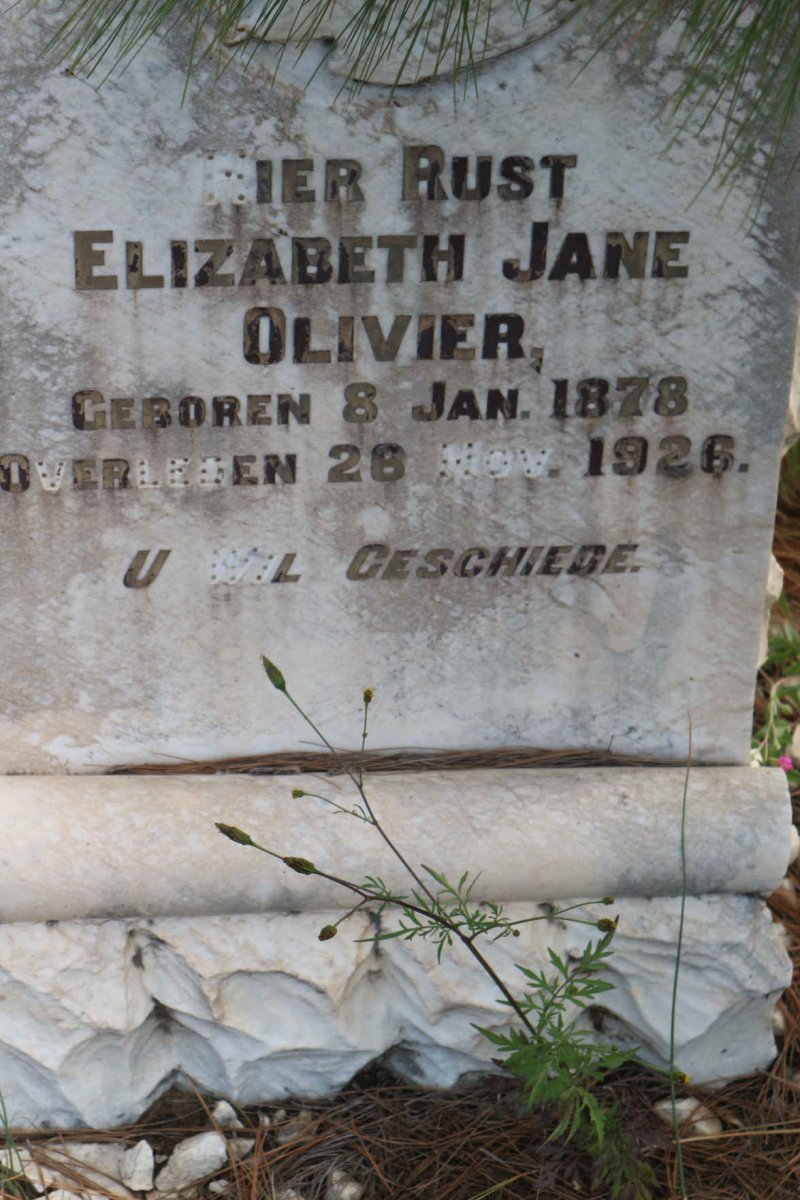 HIER RUST
ELIZABETH JANE
OLIVIER,
GEBOREN 8 JAN. 1878
OVERLEDEN 26 NOV. 1926.
U WIL GESCHIEDE.